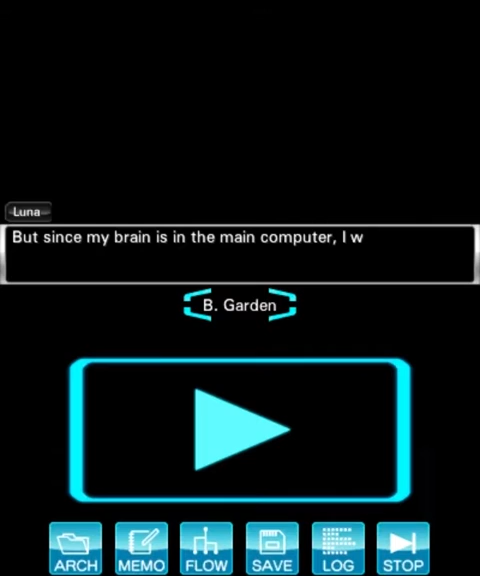 Luna
But since my brain is in the main computer, I w
B. Garden
ARCH
MEMO
FLOW
SAVE
LOG
STOP